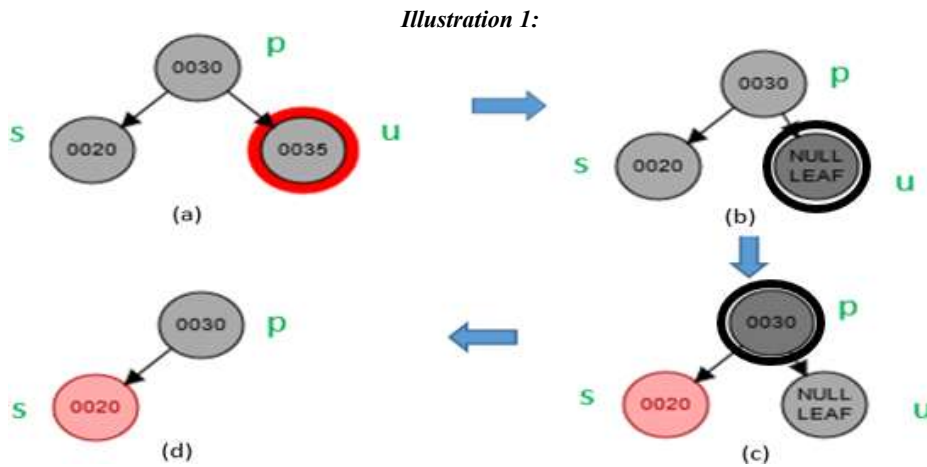 Illustration 1:
p
0030
s
0020
0035
u
(a)
p
0030
s
0020
NULL
LEAF
u
(b)
0030
p
s
0020
NULL
LEAF
u
(c)
0030
p
s
0020
(d)